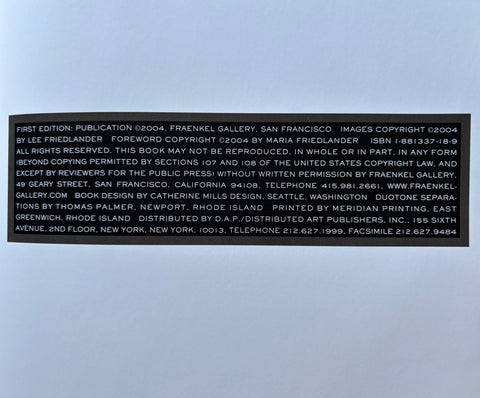 FIRST EDITION: PUBLICATION ©2004, FRAENKEL GALLERY, SAN FRANCISCO IMAGES COPYRIGHT ©2004
BY LEE FRIEDLANDER FOREWORD COPYRIGHT ©2004 BY MARIA FRIEDLANDER ISBN 1-881337-18-9
ALL RIGHTS RESERVED. THIS BOOK MAY NOT BE REPRODUCED, IN WHOLE OR IN PART, IN ANY FORM
(BEYOND COPYING PERMITTED BY SECTIONS 107 AND 108 OF THE UNITED STATES COPYRIGHT LAW, AND
EXCEPT BY REVIEWERS FOR THE PUBLIC PRESS) WITHOUT WRITTEN PERMISSION BY FRAENKEL GALLERY,
49 GEARY STREET, SAN FRANCISCO, CALIFORNIA 94108, TELEPHONE 415.981.2661, WWW.FRAENKEL-
GALLERY.COM BOOK DESIGN BY CATHERINE MILLS DESIGN, SEATTLE, WASHINGTON DUOTONE SEPARA-
TIONS BY THOMAS PALMER, NEWPORT, RHODE ISLAND PRINTED BY MERIDIAN PRINTING, EAST
GREENWICH, RHODE ISLAND DISTRIBUTED BY D.A.P./DISTRIBUTED ART PUBLISHERS, INC., 155 SIXTH
AVENUE, 2ND FLOOR, NEW YORK, NEW YORK, 10013, TELEPHONE 212.627.1999, FACSIMILE 212.627.9484